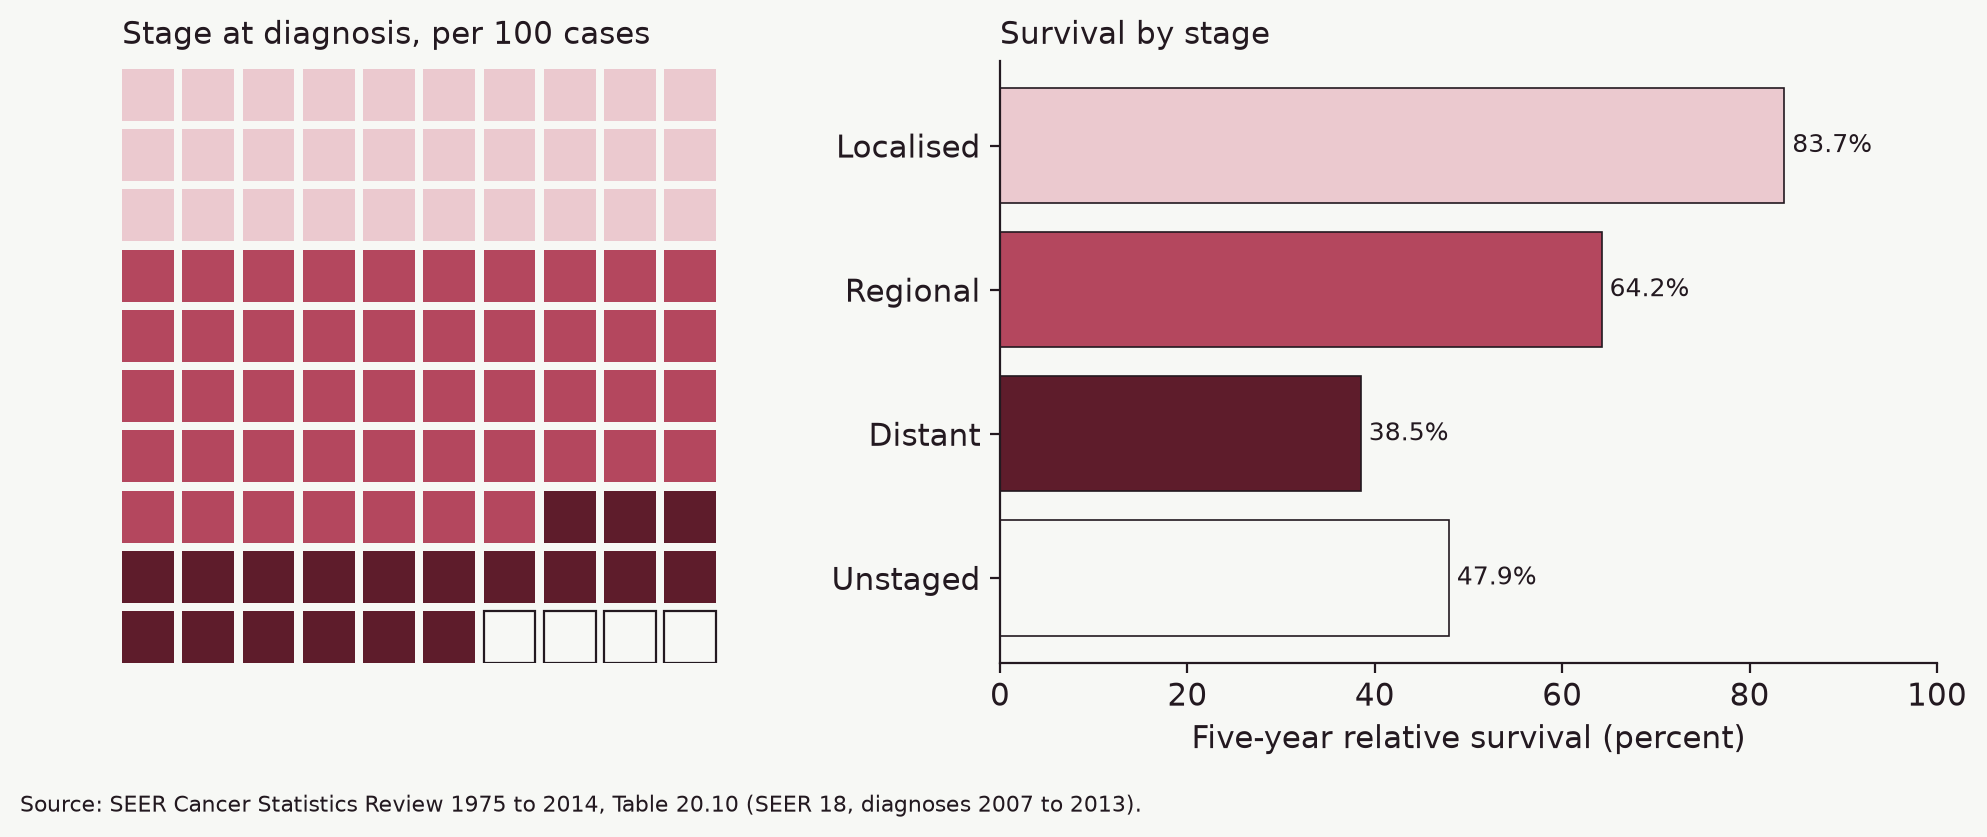 Stage at diagnosis, per 100 cases
Survival by stage
Localised
83.7%
Regional
64.2%
Distant
38.5%
Unstaged
47.9%
0 20 40 60 80 100
Five-year relative survival (percent)
Source: SEER Cancer Statistics Review 1975 to 2014, Table 20.10 (SEER 18, diagnoses 2007 to 2013).